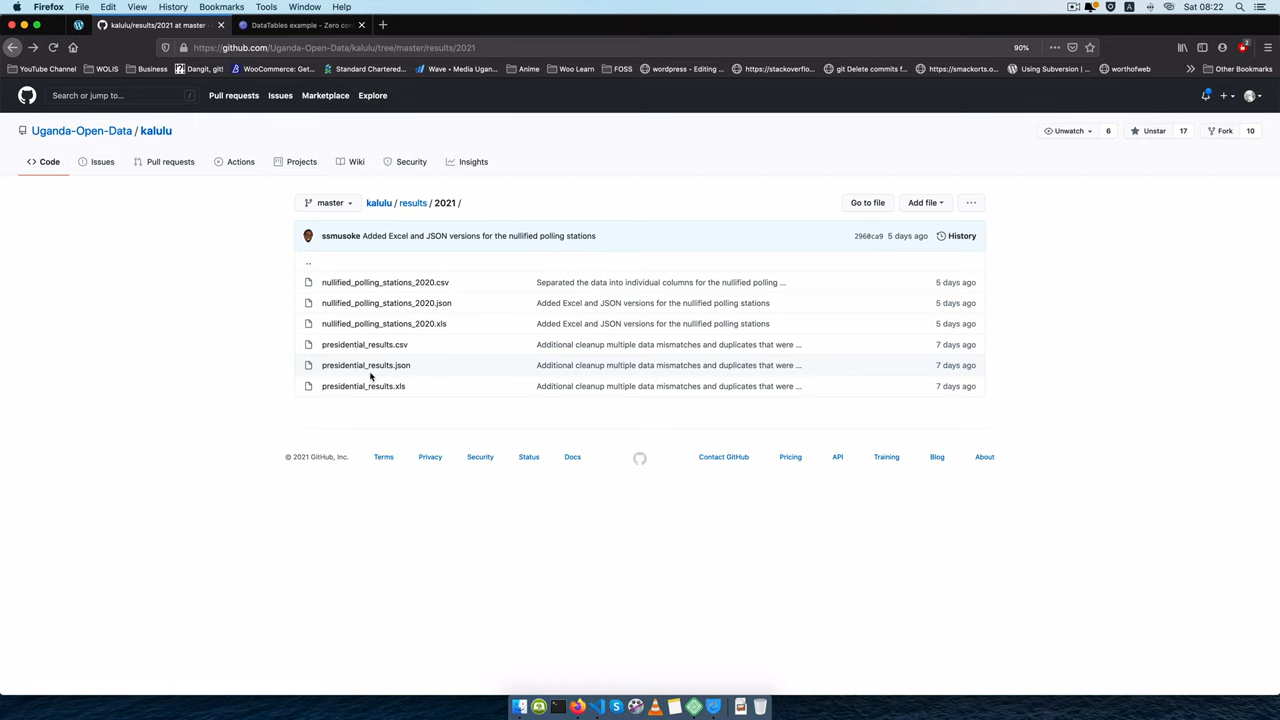 Firefox File Edit View History Bookmarks Tools Window Help Sat 08:22
kalulu/results/2021 at master · DataTables example - Zero con
https://github.com/Uganda-Open-Data/kalulu/tree/master/results/2021 90%
YouTube Channel WOLIS Business Dangit, git! WooCommerce: Get... Standard Chartered... Wave • Media Ugan... Anime Woo Learn FOSS wordpress - Editing ... https://stackoverflo... git Delete commits f... https://smackorts.o... Using Subversion |... worthofweb Other Bookmarks
Search or jump to... / Pull requests Issues Marketplace Explore
Uganda-Open-Data / kalulu Unwatch 6 Unstar 17 Fork 10
<> Code Issues Pull requests Actions Projects Wiki Security Insights
master kalulu / results / 2021 / Go to file Add file ...
ssmusoke Added Excel and JSON versions for the nullified polling stations 2960ca9 5 days ago History
..
nullified_polling_stations_2020.csv Separated the data into individual columns for the nullified polling ... 5 days ago
nullified_polling_stations_2020.json Added Excel and JSON versions for the nullified polling stations 5 days ago
nullified_polling_stations_2020.xls Added Excel and JSON versions for the nullified polling stations 5 days ago
presidential_results.csv Additional cleanup multiple data mismatches and duplicates that were ... 7 days ago
presidential_results.json Additional cleanup multiple data mismatches and duplicates that were ... 7 days ago
presidential_results.xls Additional cleanup multiple data mismatches and duplicates that were ... 7 days ago
© 2021 GitHub, Inc. Terms Privacy Security Status Docs Contact GitHub Pricing API Training Blog About